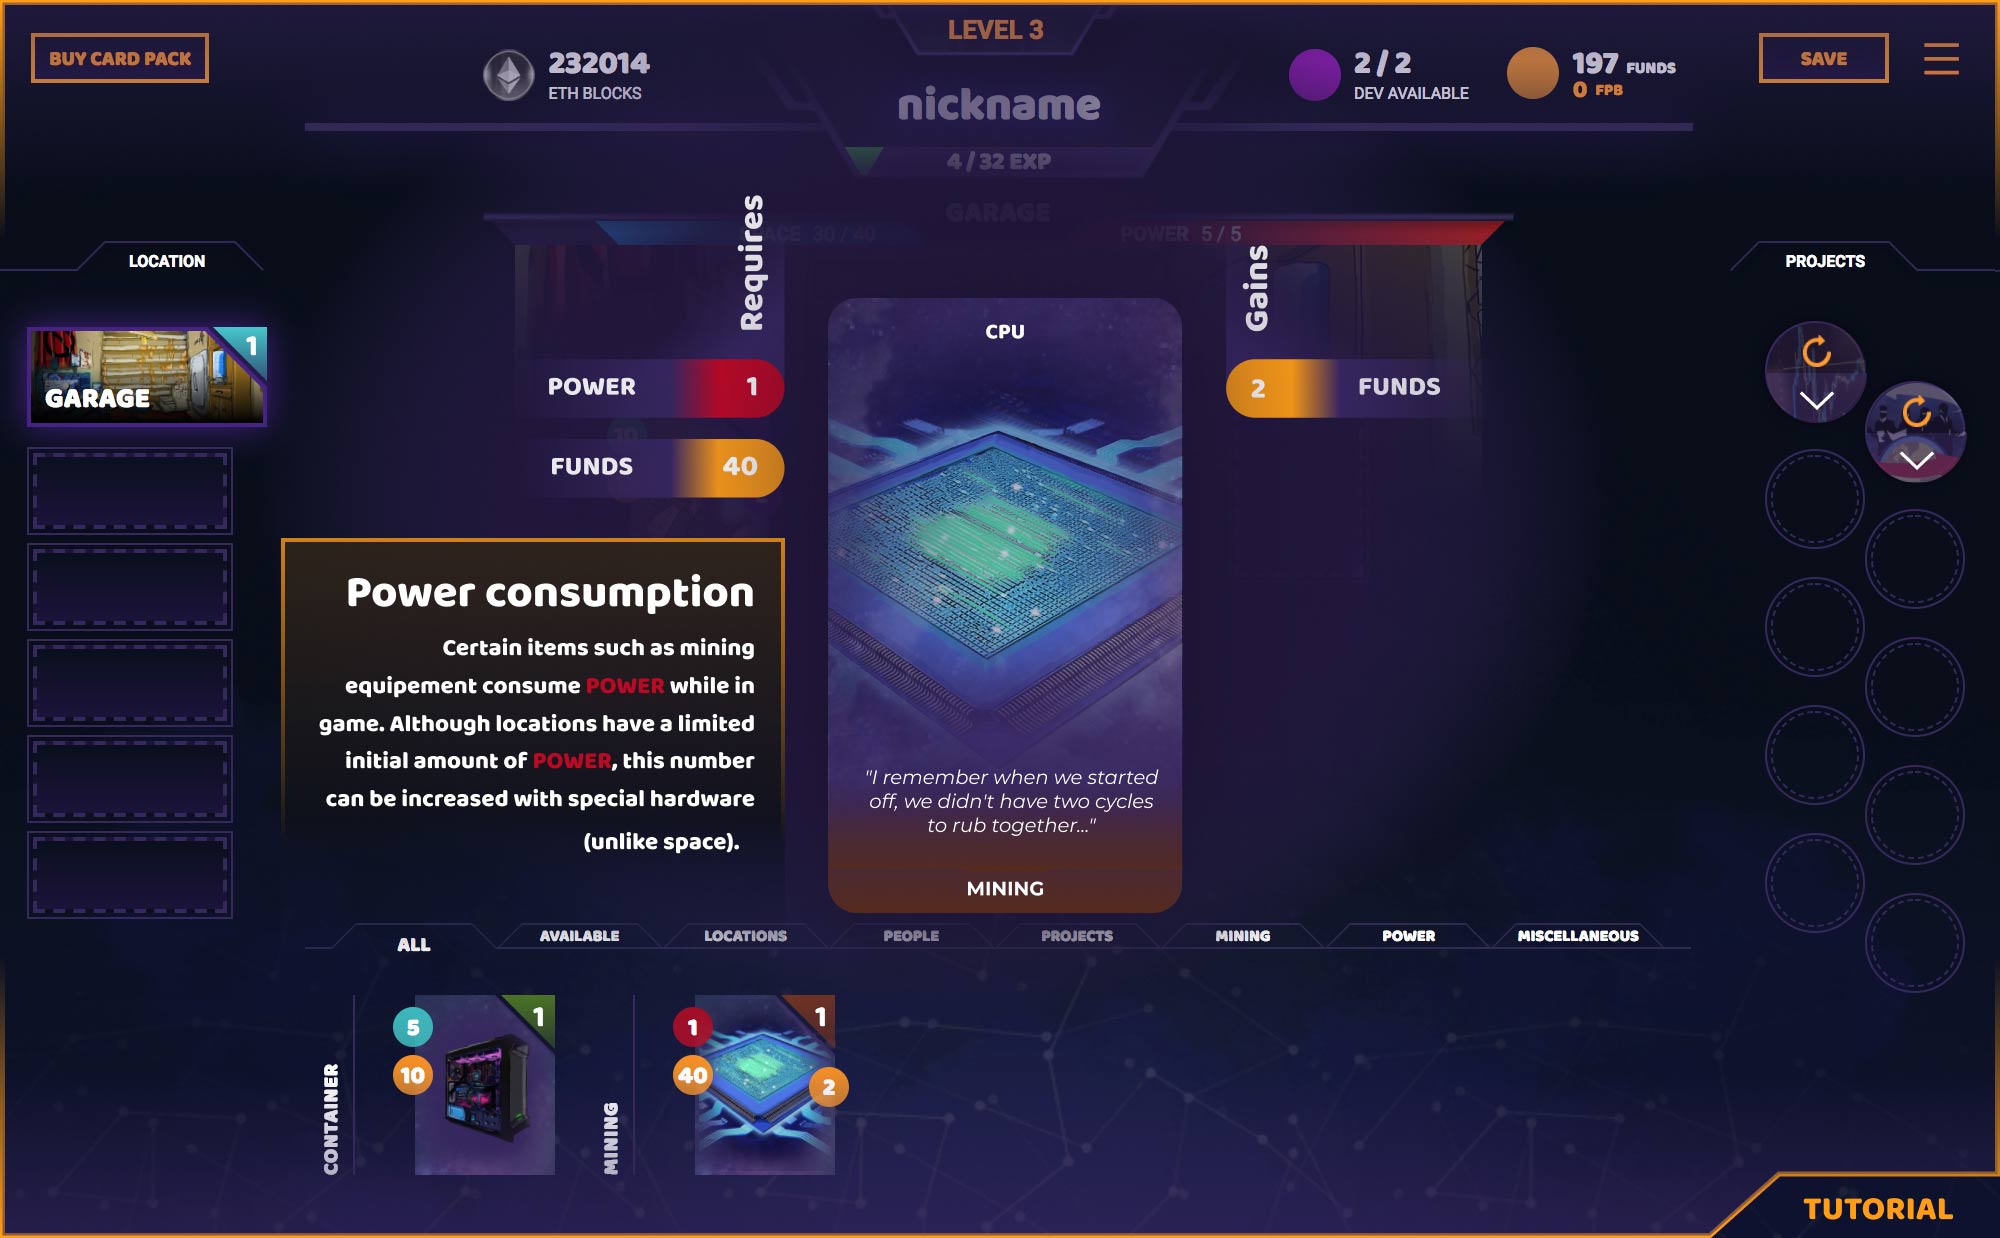 LEVEL 3
BUY CARD PACK
232014
ETH BLOCKS
nickname
2 / 2
DEV AVAILABLE
197 FUNDS
0 FPB
SAVE
4 / 32 EXP
GARAGE
30 / 40
POWER 5 / 5
LOCATION
GARAGE
1
PROJECTS
Requires
POWER 1
FUNDS 40
Gains
2 FUNDS
CPU
"I remember when we started
off, we didn't have two cycles
to rub together..."
MINING
Power consumption
Certain items such as mining
equipement consume POWER while in
game. Although locations have a limited
initial amount of POWER, this number
can be increased with special hardware
(unlike space).
ALL
AVAILABLE
LOCATIONS
PEOPLE
PROJECTS
MINING
POWER
MISCELLANEOUS
CONTAINER
5
10
1
MINING
1
40
1
2
TUTORIAL